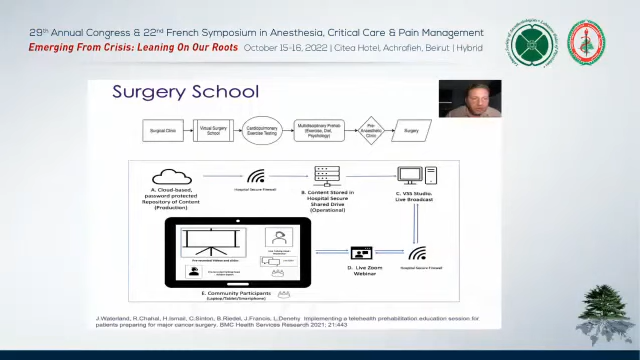 29th Annual Congress & 22nd French Symposium in Anesthesia, Critical Care & Pain Management
Emerging From Crisis: Leaning On Our Roots October 15-16, 2022 | Citea Hotel, Achrafieh, Beirut | Hybrid
Surgery School
Surgical Clinic
Virtual Surgery
School
Cardiopulmonary
Exercise Testing
Multidisciplinary Prehab
(Exercise, Diet,
Psychology)
Pre-
Anaesthetic
Clinic
Surgery
A. Cloud-based,
password protected
Repository of Content
(Production)
Hospital Secure Firewall
B. Content Stored in
Hospital Secure
Shared Drive
(Operational)
C. VSS Studio.
Live Broadcast
Pre-recorded Videos and Slides
D. Live Zoom
Webinar
Hospital Secure Firewall
E. Community Participants
(Laptop/Tablet/Smartphone)
J.Waterland, R.Chahal, H.Ismail, C.Sinton, B.Riedel, J.Francis, L.Denehy Implementing a telehealth prehabilitation education session for
patients preparing for major cancer surgery. BMC Health Services Research 2021; 21:443